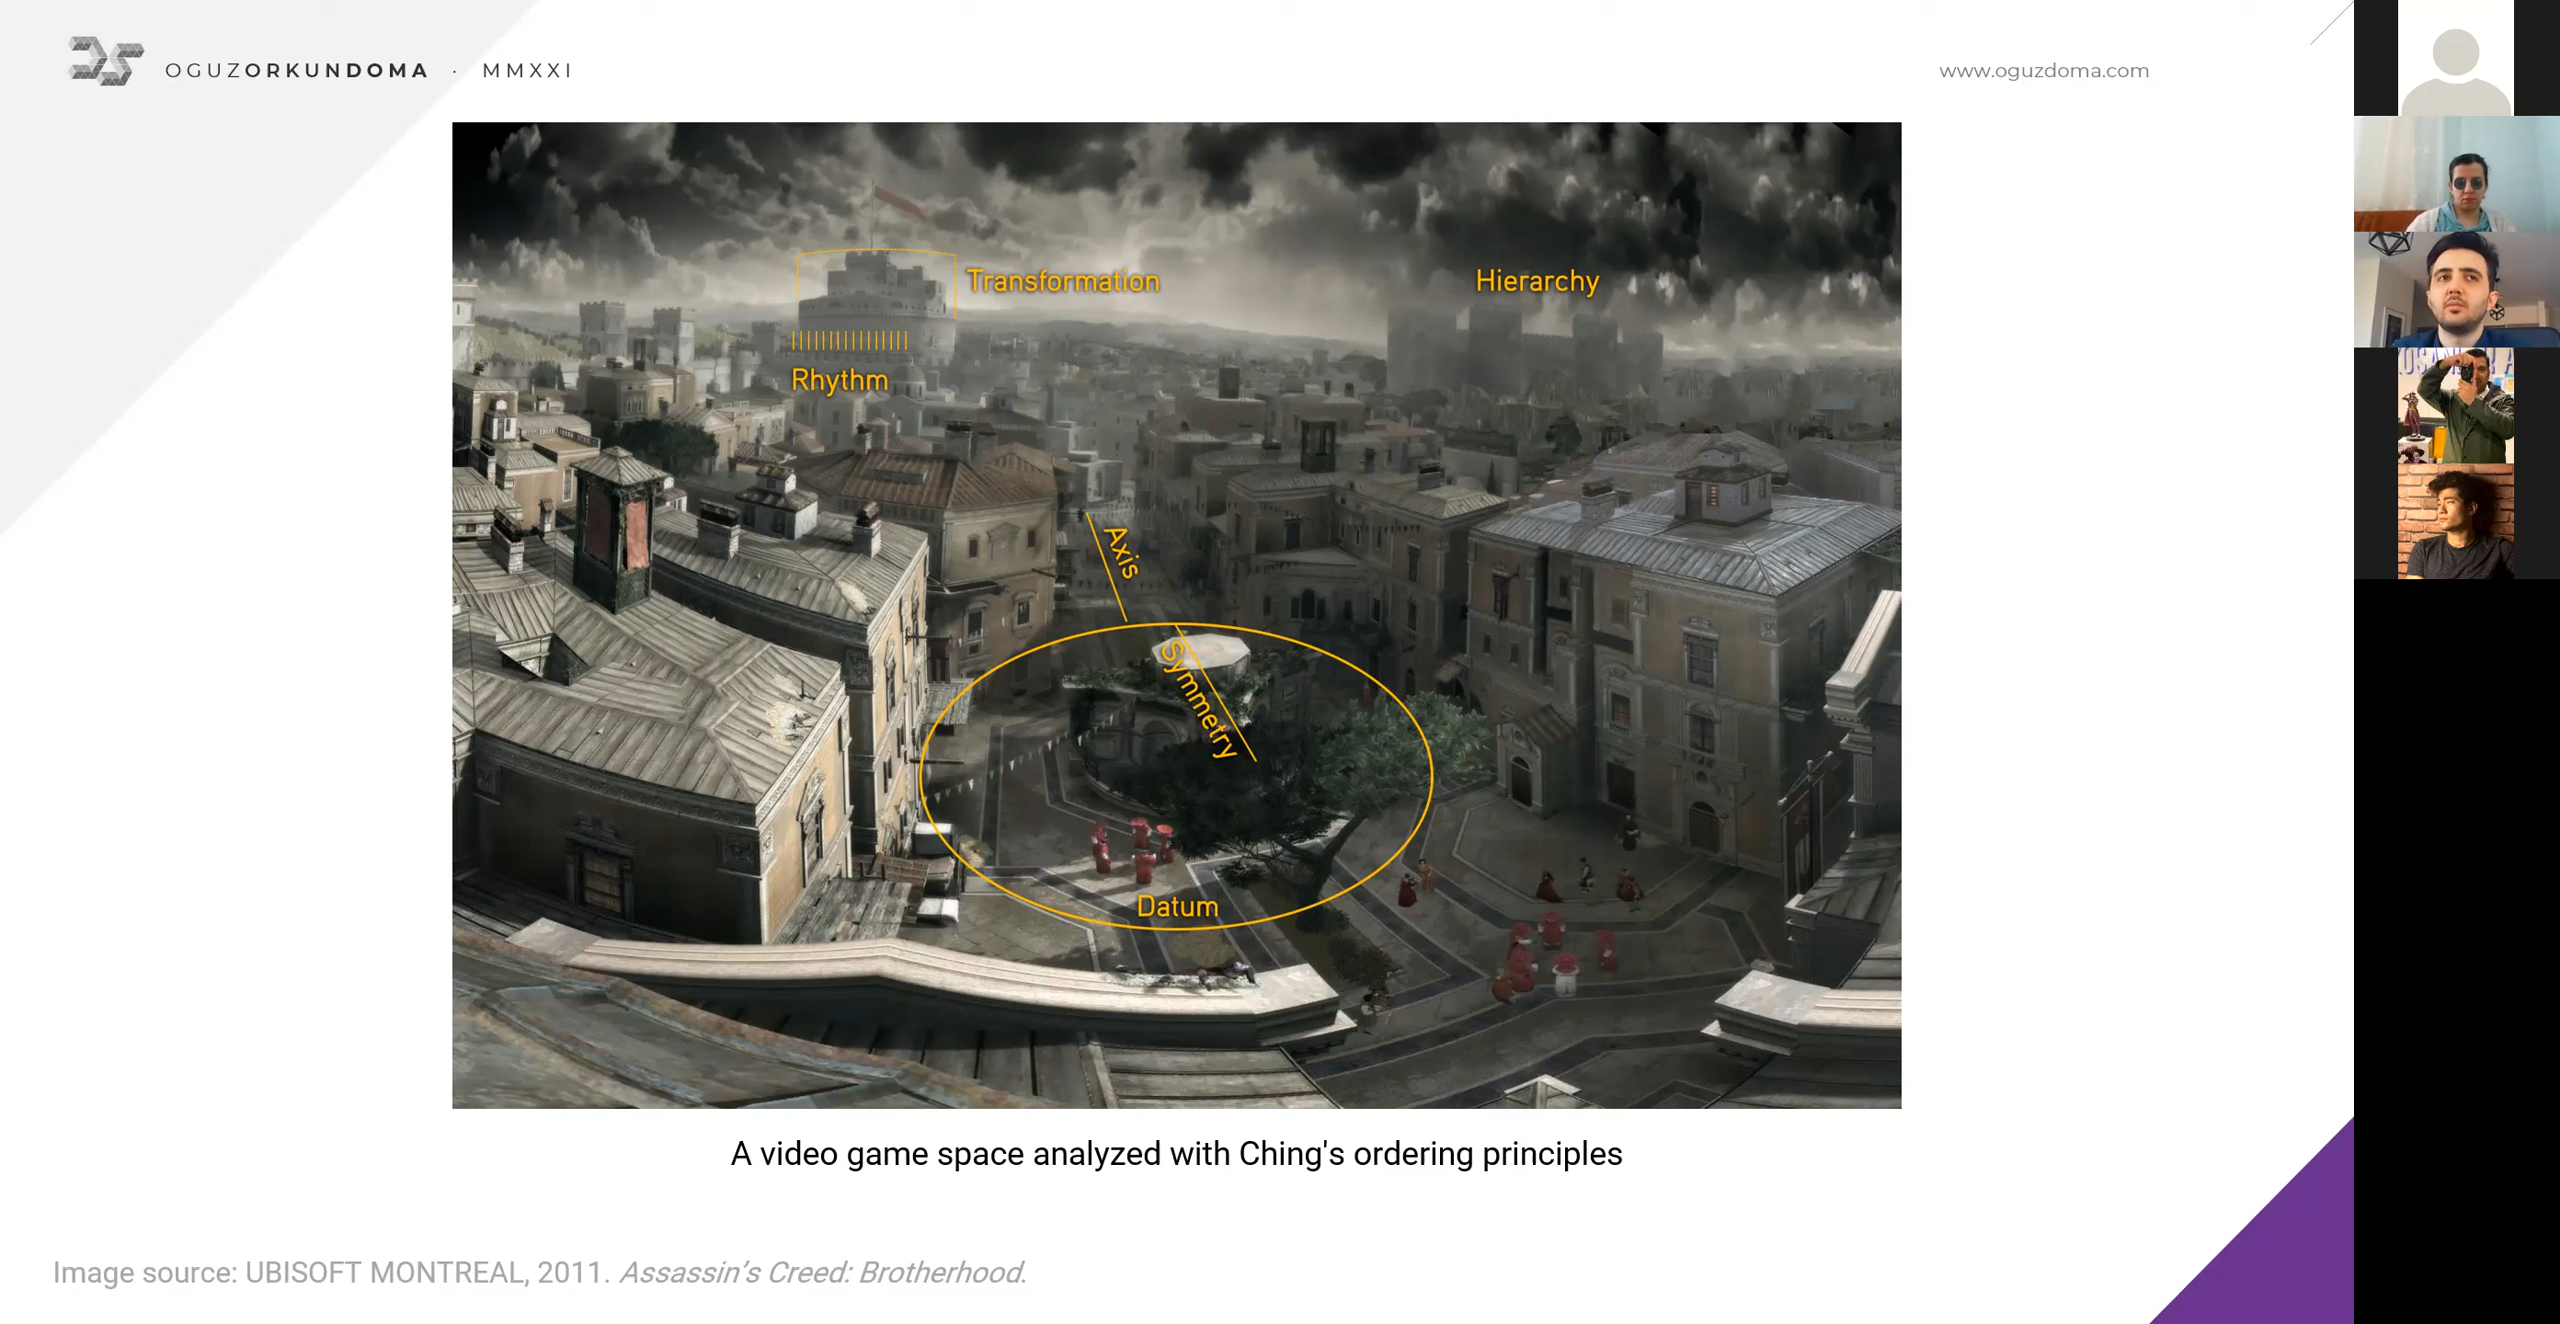 OGUZORKUNDOMA · MMXXI
www.oguzdoma.com
Transformation
Hierarchy
Rhythm
Axis
Symmetry
Datum
A video game space analyzed with Ching's ordering principles
Image source: UBISOFT MONTREAL, 2011. Assassin’s Creed: Brotherhood.